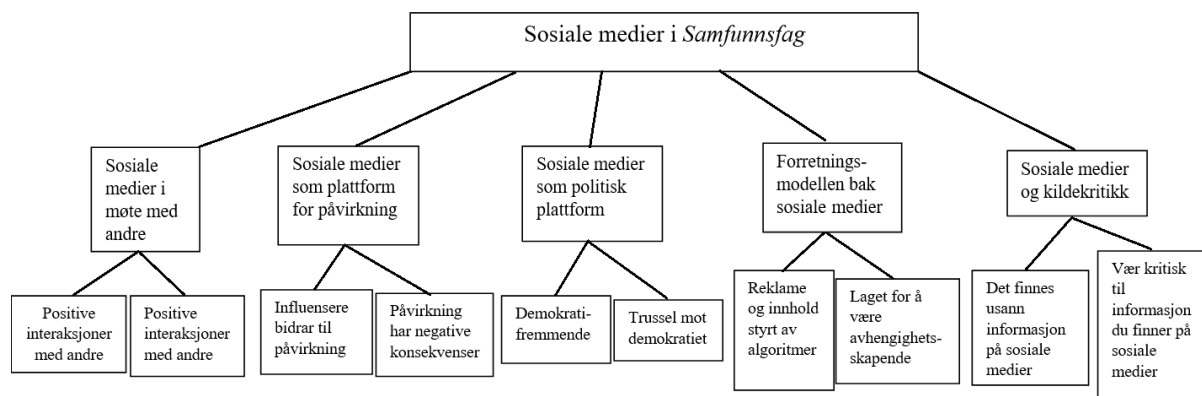 Sosiale medier i Samfunnsfag
Sosiale
medier i
møte med
andre
Sosiale medier
som plattform
for påvirkning
Sosiale medier
som politisk
plattform
Forretnings-
modellen bak
sosiale medier
Sosiale medier
og kildekritikk
Positive
interaksjoner
med andre
Positive
interaksjoner
med andre
Influensere
bidrar til
påvirkning
Påvirkning
har negative
konsekvenser
Demokrati-
fremmende
Trussel mot
demokratiet
Reklame
og innhold
styrt av
algoritmer
Laget for å
være
avhengighets-
skapende
Det finnes
usann
informasjon
på sosiale
medier
Vær kritisk
til
informasjon
du finner på
sosiale
medier